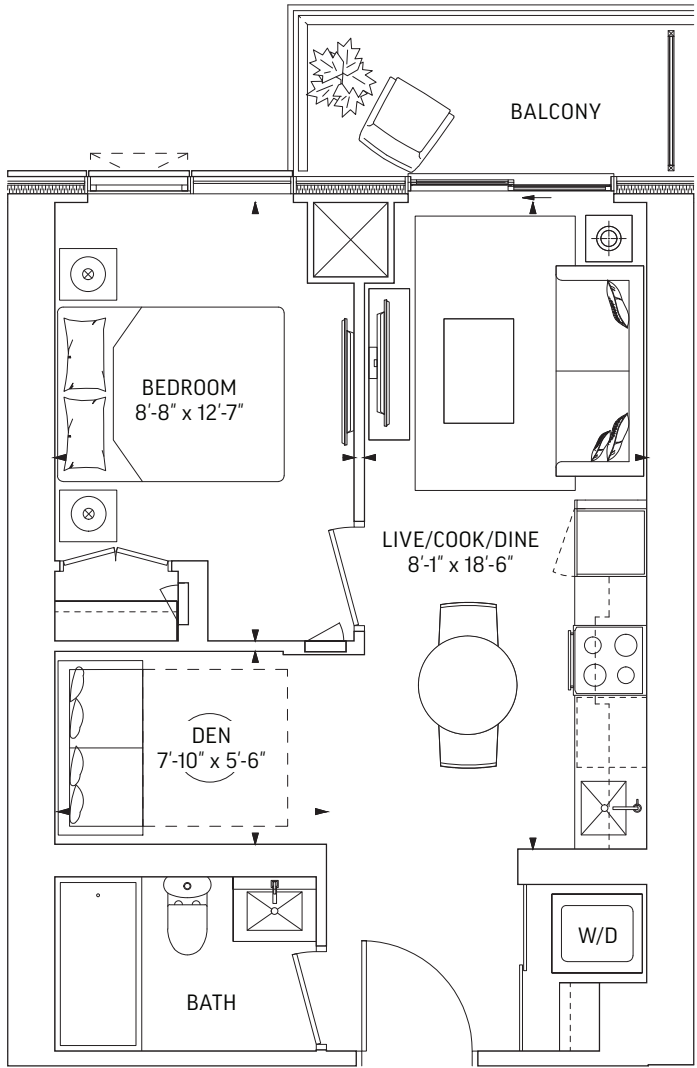 BALCONY
BEDROOM
8'-8" x 12'-7"
LIVE/COOK/DINE
8'-1" x 18'-6"
DEN
7'-10" x 5'-6"
W/D
BATH